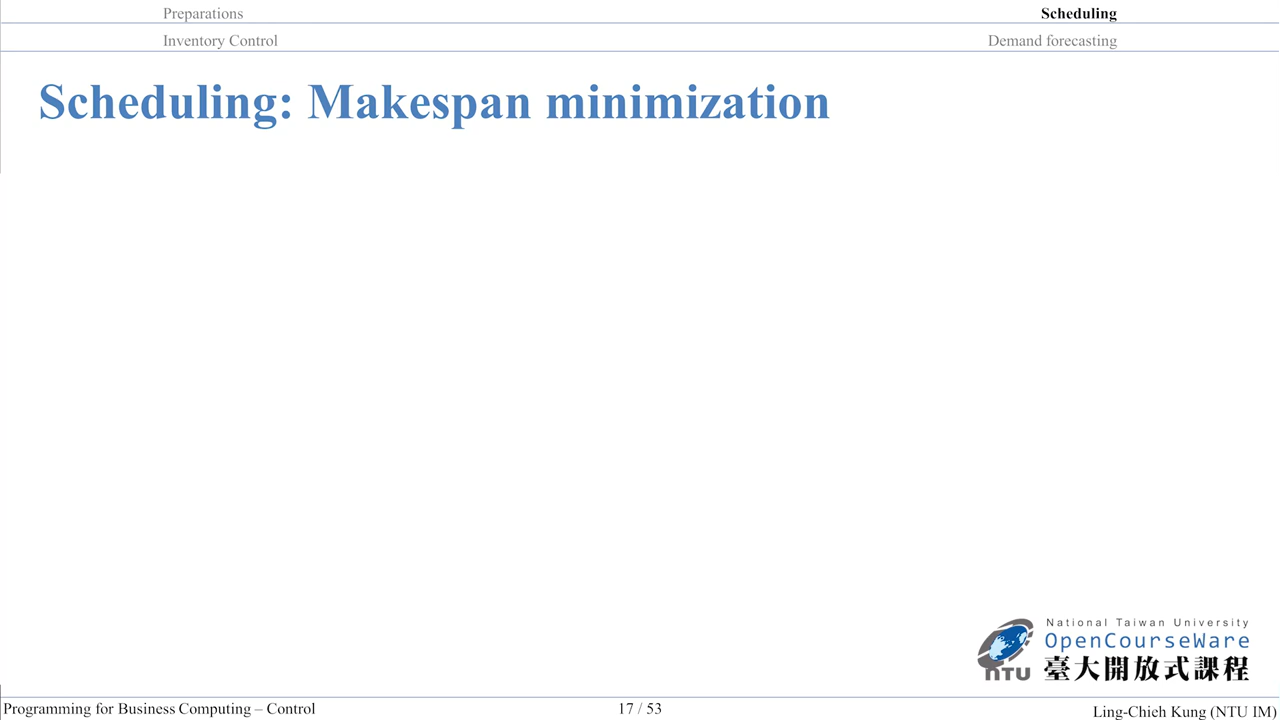 Preparations
Scheduling
Inventory Control
Demand forecasting
Scheduling: Makespan minimization
National Taiwan University
OpenCourseWare
臺大開放式課程
NTU
Programming for Business Computing – Control
17 / 53
Ling-Chieh Kung (NTU IM)